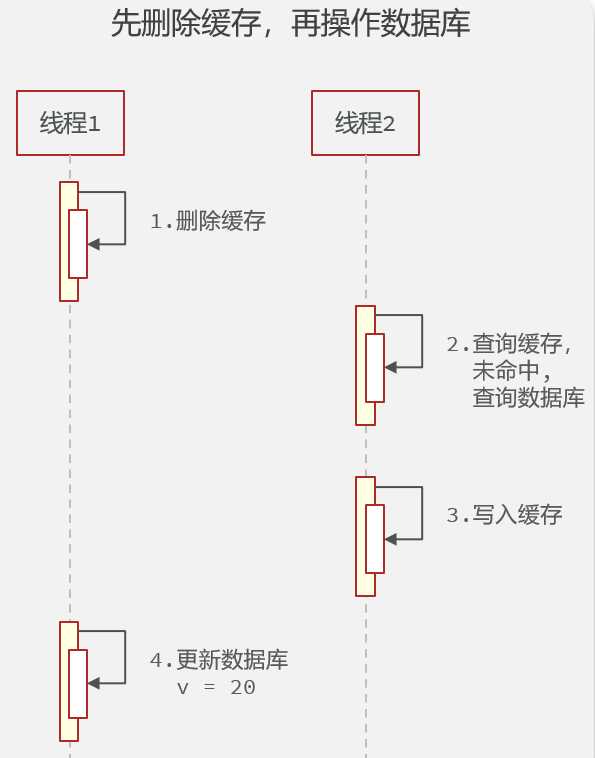 先删除缓存，再操作数据库
线程1
线程2
1.删除缓存
2.查询缓存，
未命中，
查询数据库
3.写入缓存
4.更新数据库
v = 20